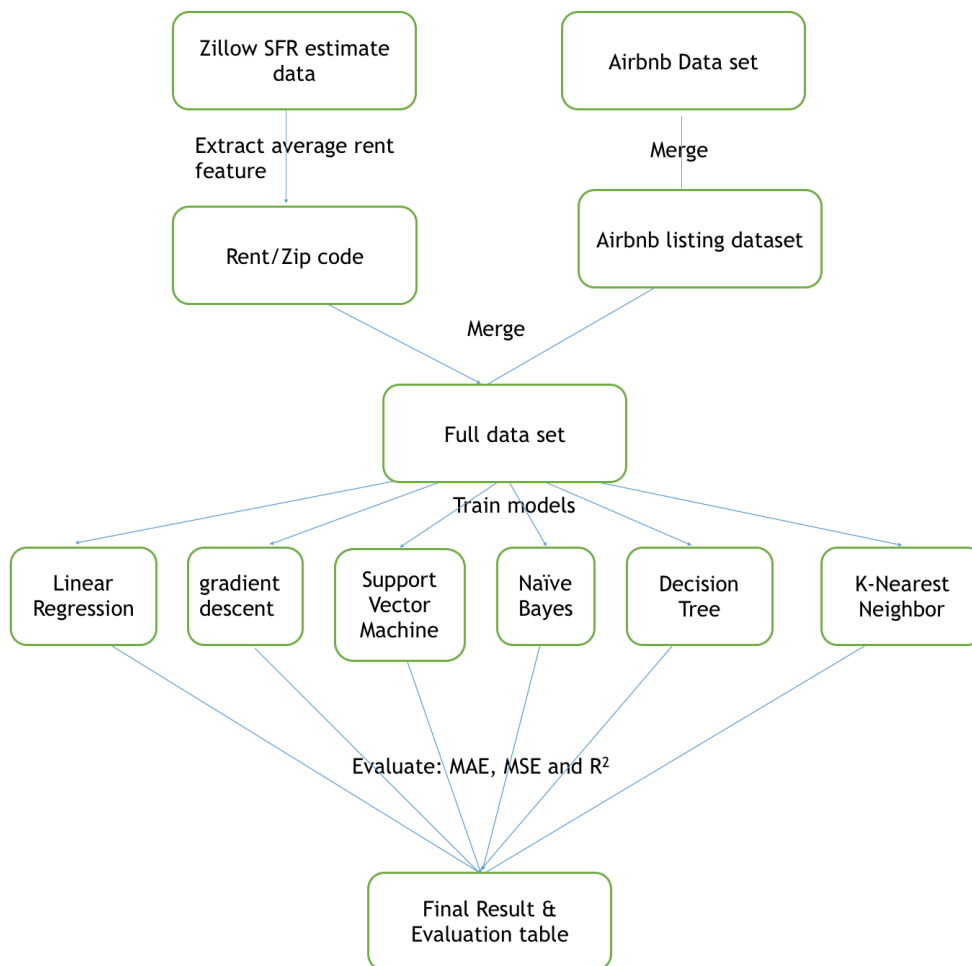 Zillow SFR estimate
data
Airbnb Data set
Extract average rent
feature
Merge
Rent/Zip code
Airbnb listing dataset
Merge
Full data set
Train models
Linear
Regression
gradient
descent
Support
Vector
Machine
Naïve
Bayes
Decision
Tree
K-Nearest
Neighbor
Evaluate: MAE, MSE and R²
Final Result &
Evaluation table